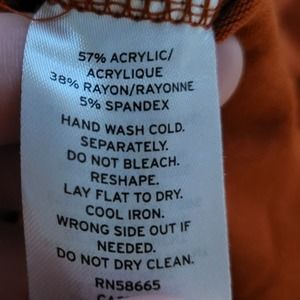 57% ACRYLIC/
ACRYLIQUE
38% RAYON/RAYONNE
5% SPANDEX
HAND WASH COLD.
SEPARATELY.
DO NOT BLEACH.
RESHAPE.
LAY FLAT TO DRY.
COOL IRON.
WRONG SIDE OUT IF
NEEDED.
DO NOT DRY CLEAN.
RN58665